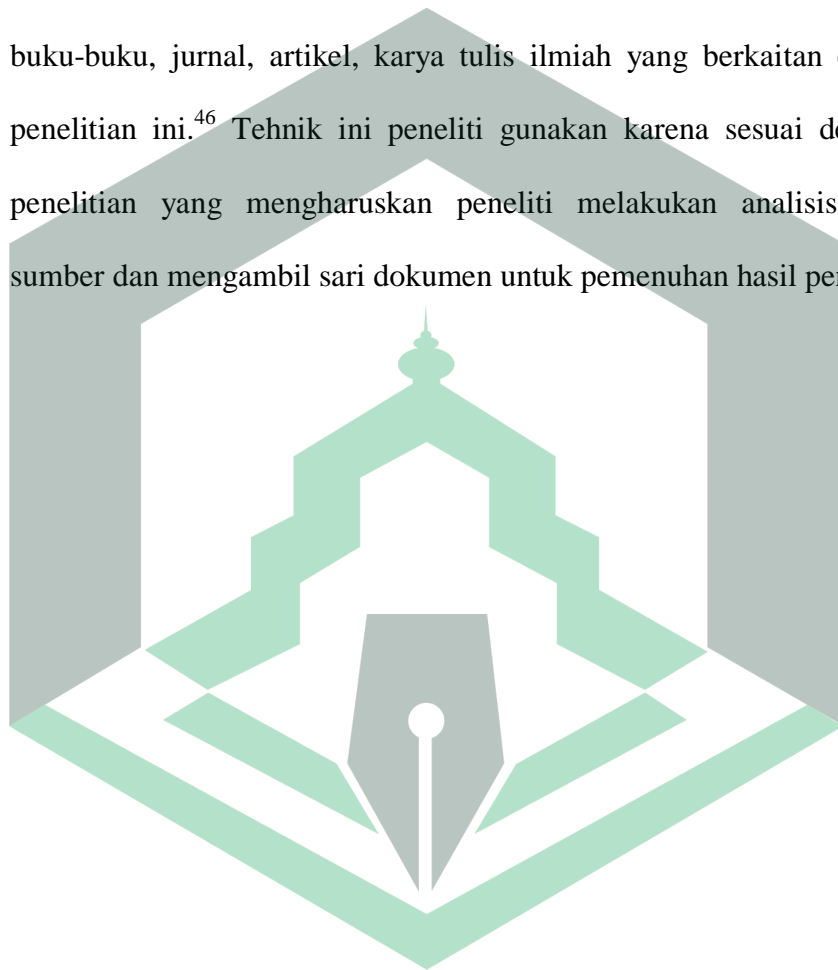 buku-buku, jurnal, artikel, karya tulis ilmiah yang berkaitan
penelitian ini.46 Tehnik ini peneliti gunakan karena sesuai
penelitian yang mengharuskan peneliti melakukan analisis
sumber dan mengambil sari dokumen untuk pemenuhan hasil